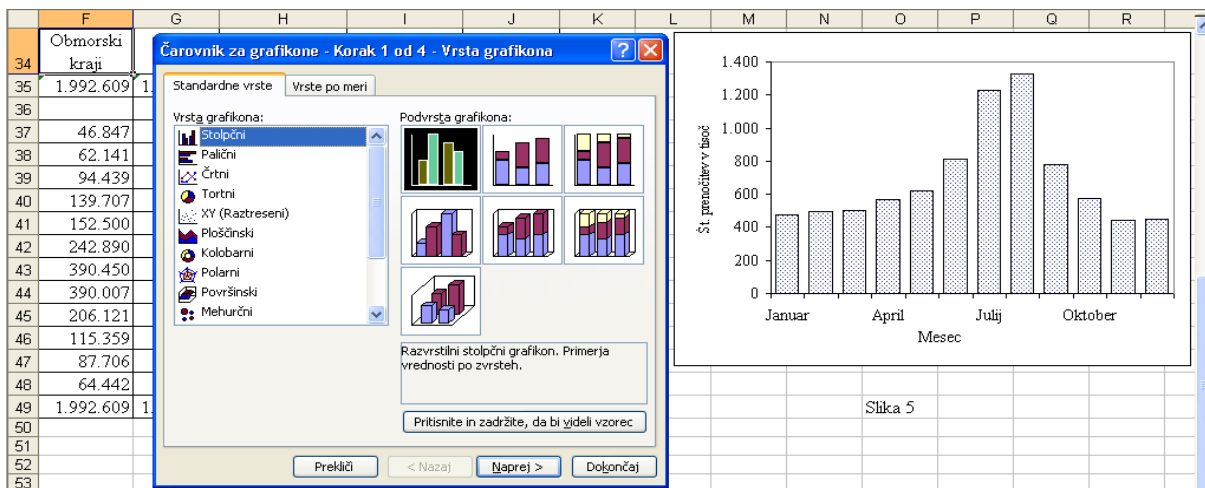 F G H I J K L M N O P Q R
34 Obmorski
kraji
35 1.992.609 1.
36
37 46.847
38 62.141
39 94.439
40 139.707
41 152.500
42 242.890
43 390.450
44 390.007
45 206.121
46 115.359
47 87.706
48 64.442
49 1.992.609 1.
50
51
52
53
Čarovnik za grafikone - Korak 1 od 4 - Vrsta grafikona
Standardne vrste Vrste po meri
Vrsta grafikona:
Stolpčni
Palični
Črtni
Tortni
XY (Raztreseni)
Ploščinski
Kolobarni
Polarni
Površinski
Mehurčni
Podvrsta grafikona:
Razvrstilni stolpčni grafikon. Primerja
vrednosti po zvrsteh.
Pritisnite in zadržite, da bi videli vzorec
Prekliči < Nazaj Naprej > Dokončaj
Št. prenočitev v tisoč
1.400
1.200
1.000
800
600
400
200
0
Januar April Julij Oktober
Mesec
Slika 5